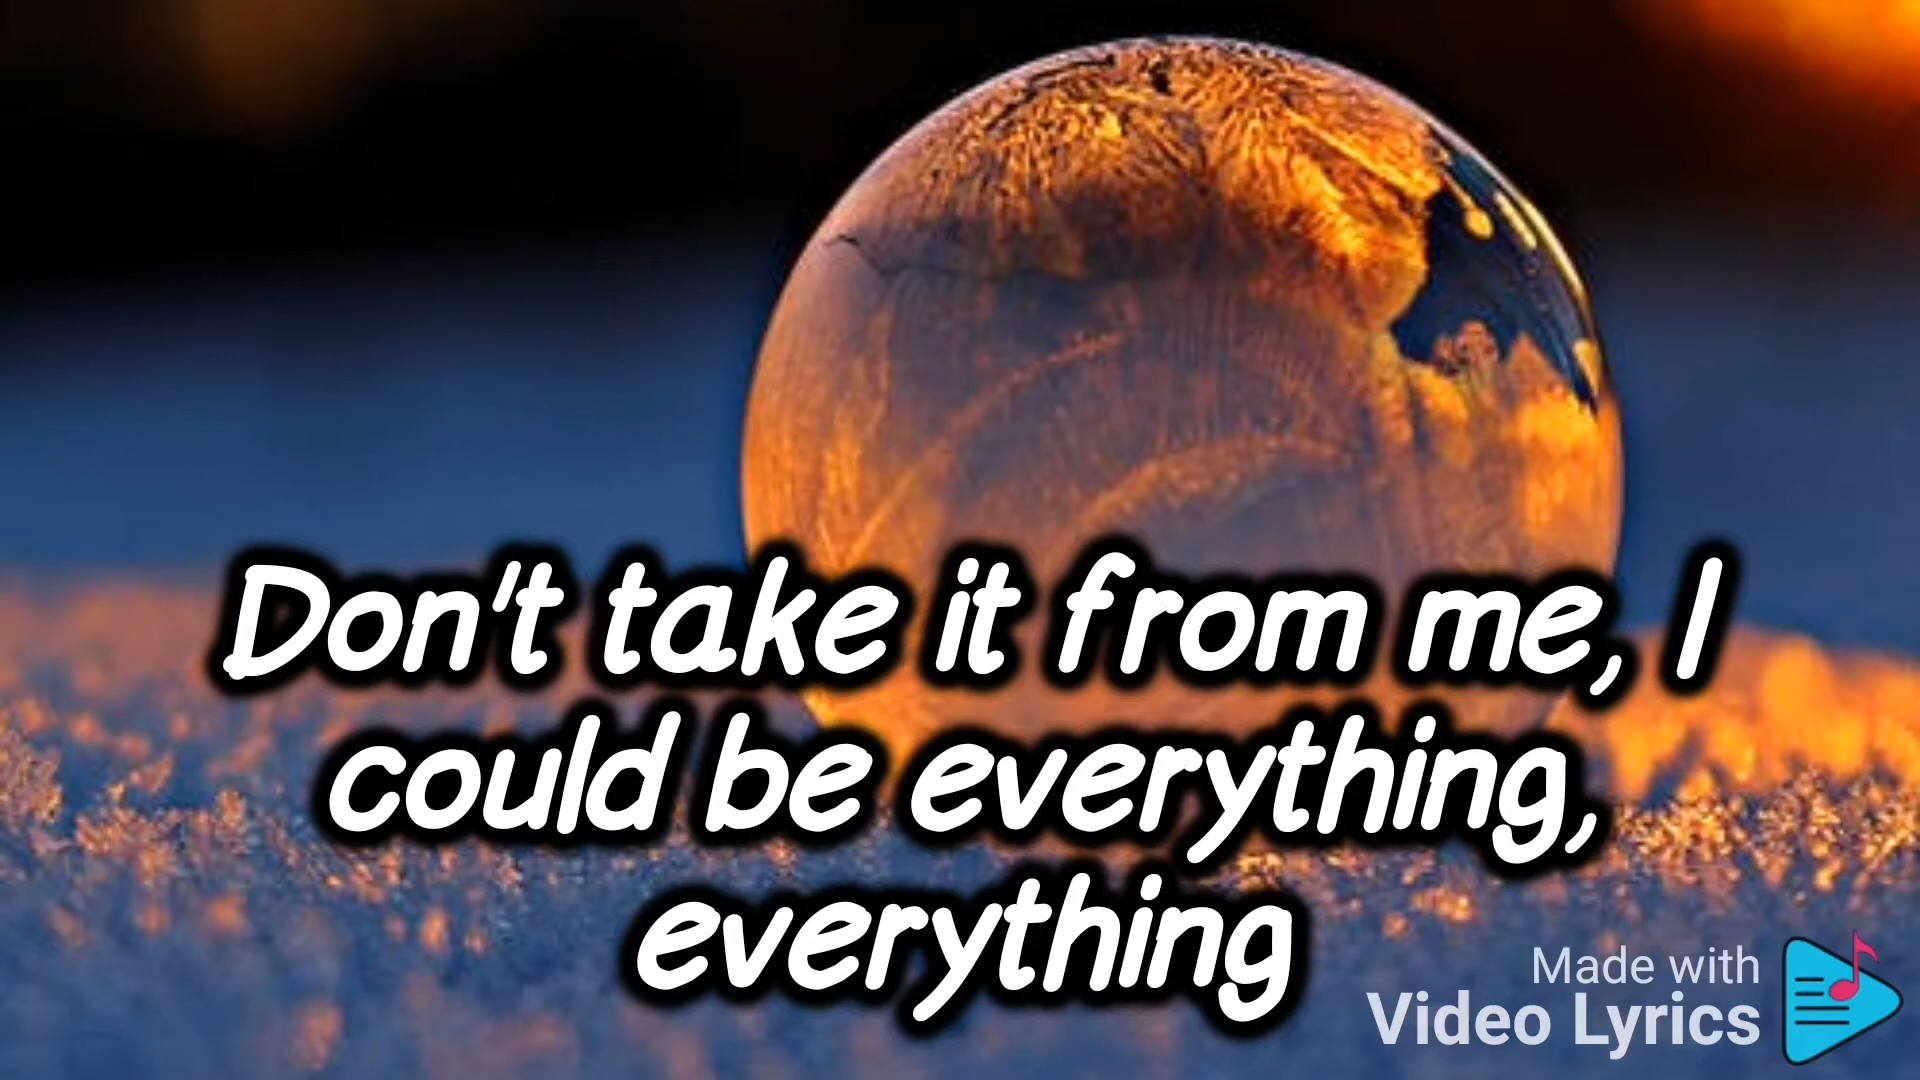 Don't take it from me, I
could be everything,
everything
Made with
Video Lyrics